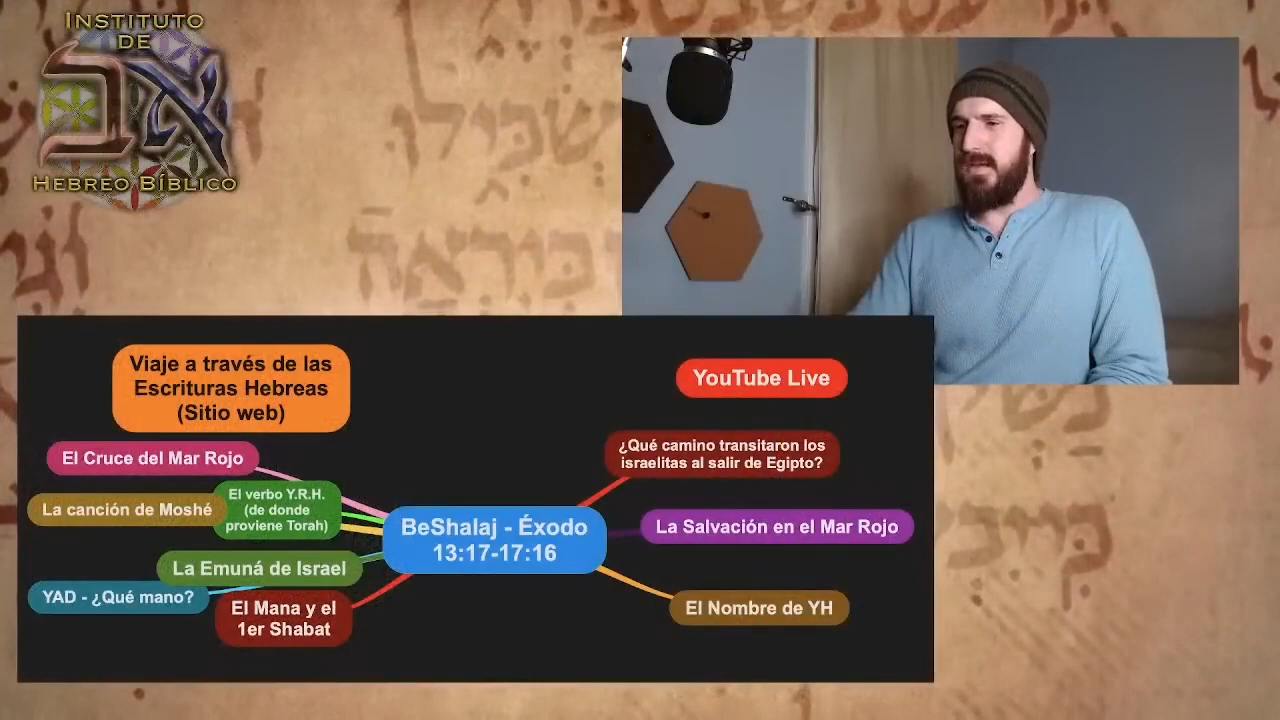 INSTITUTO
DE
אב
HEBREO BÍBLICO
Viaje a través de las
Escrituras Hebreas
(Sitio web)
YouTube Live
El Cruce del Mar Rojo
¿Qué camino transitaron los
israelitas al salir de Egipto?
La canción de Moshé
El verbo Y.R.H.
(de donde
proviene Torah)
BeShalaj - Éxodo
13:17-17:16
La Salvación en el Mar Rojo
La Emuná de Israel
YAD - ¿Qué mano?
El Mana y el
1er Shabat
El Nombre de YH